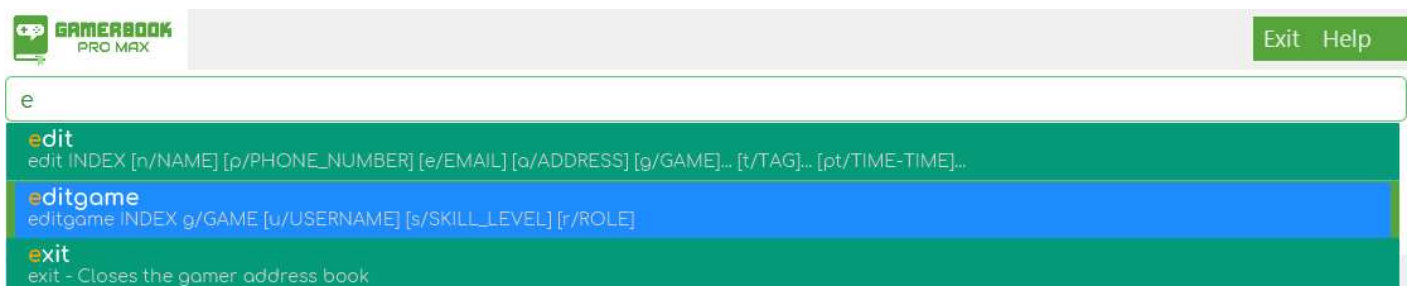 GAMERBOOK
PRO MAX
Exit Help
e
edit
edit INDEX [n/NAME] [p/PHONE_NUMBER] [e/EMAIL] [a/ADDRESS] [g/GAME]... [t/TAG]... [pt/TIME-TIME]...
editgame
editgame INDEX g/GAME [u/USERNAME] [s/SKILL_LEVEL] [r/ROLE]
exit
exit - Closes the gamer address book